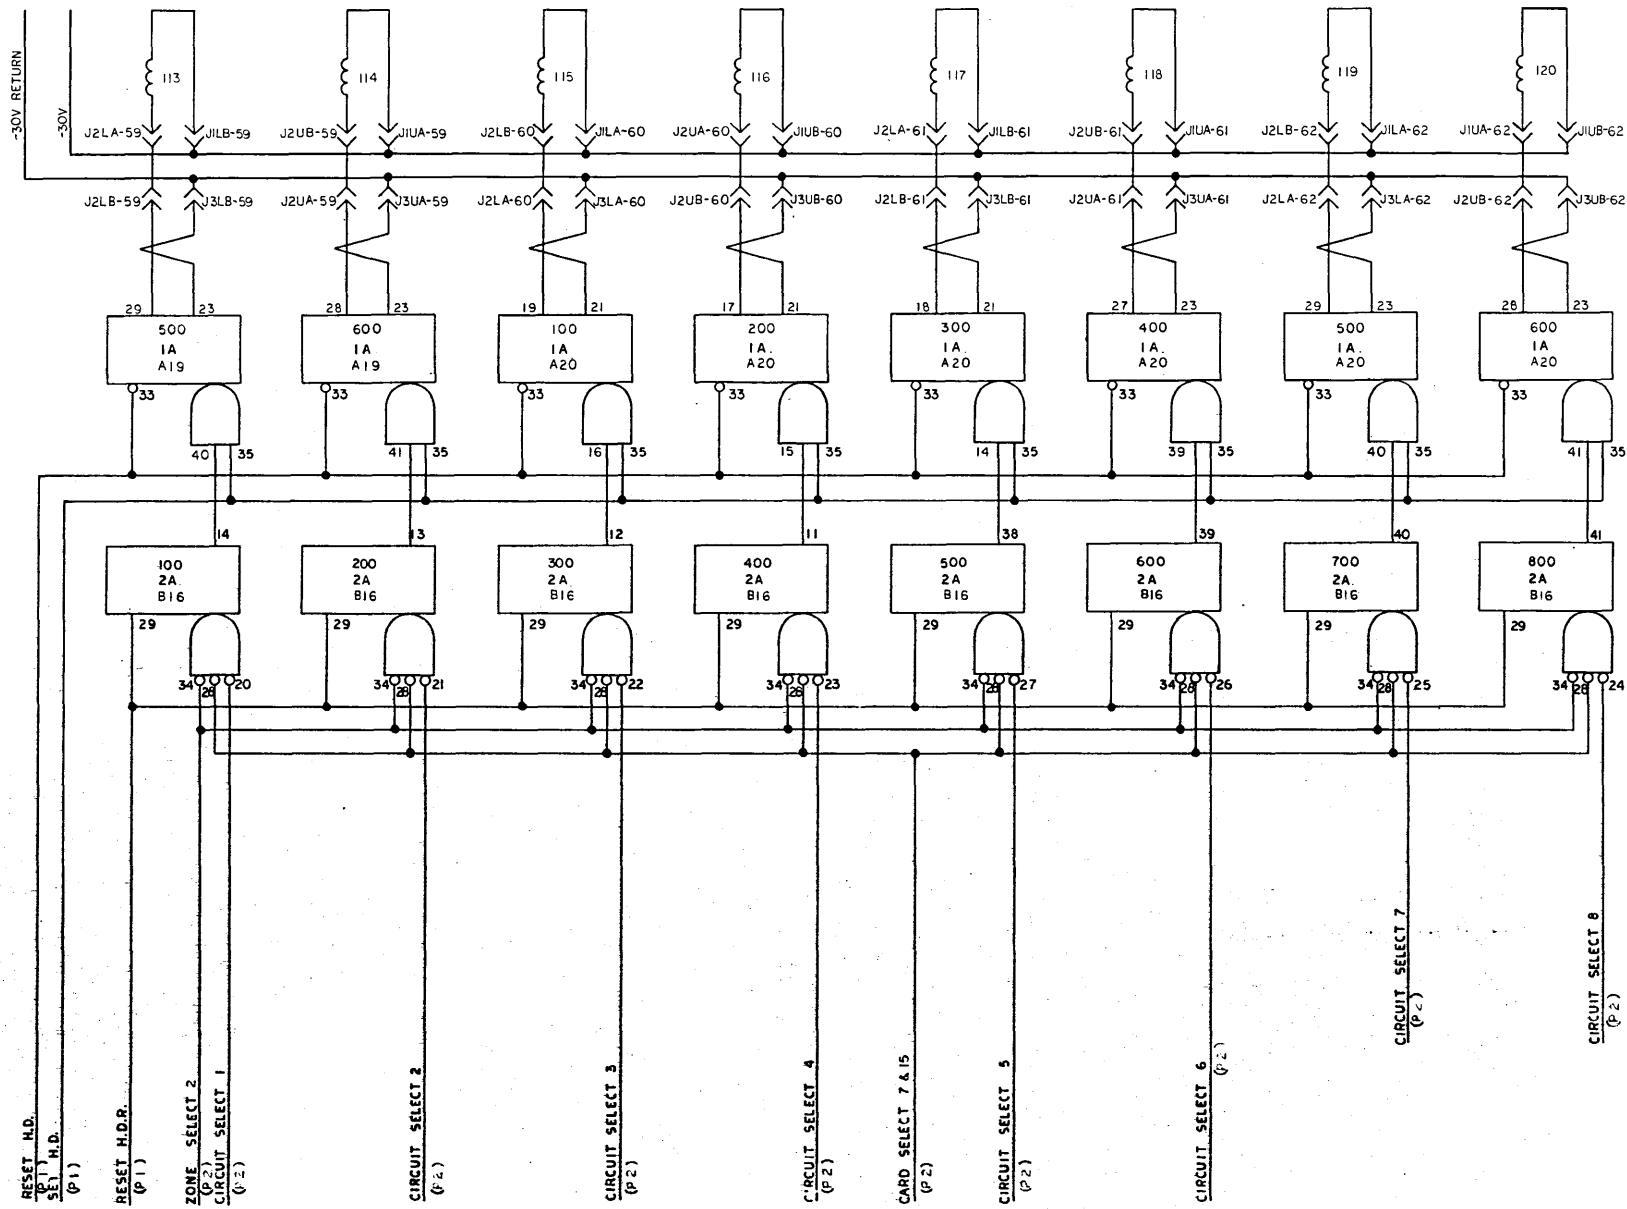 -30V RETURN
-30V
113 114 115 116 117 118 119 120
J2LA-59 J1LB-59 J2UB-59 J1UA-59 J2LB-60 J1LA-60 J2UA-60 J1UB-60 J2LA-61 J1LB-61 J2UB-61 J1UA-61 J2LB-62 J1LA-62 J1UA-62 J1UB-62
J2LB-59 J3LB-59 J2UA-59 J3UA-59 J2LA-60 J3LA-60 J2UB-60 J3UB-60 J2LB-61 J3LB-61 J2UA-61 J3UA-61 J2LA-62 J3LA-62 J2UB-62 J3UB-62
29 23 28 23 19 21 17 21 18 21 27 23 29 23 28 23
500 600 100 200 300 400 500 600
1A 1A 1A 1A. 1A. 1A. 1A. 1A.
A19 A19 A20 A20 A20 A20 A20 A20
33 33 33 33 33 33 33 33
40 35 41 35 16 35 15 35 14 35 39 35 40 35 41 35
14 13 12 11 38 39 40 41
100 200 300 400 500 600 700 800
2A. 2A 2A. 2A 2A 2A 2A. 2A
B16 B16 B16 B16 B16 B16 B16 B16
29 29 29 29 29 29 29 29
34 28 20 34 28 21 34 28 22 34 28 23 34 28 27 34 28 26 34 28 25 34 28 24
RESET H.D.
(P1)
SET H.D.
(P1)
RESET H.D.R.
(P1)
ZONE SELECT 2
(P2)
CIRCUIT SELECT 1
(P2)
CIRCUIT SELECT 2
(P2)
CIRCUIT SELECT 3
(P2)
CIRCUIT SELECT 4
(P2)
CARD SELECT 7 & 15
(P2)
CIRCUIT SELECT 5
(P2)
CIRCUIT SELECT 6
(P2)
CIRCUIT SELECT 7
(P2)
CIRCUIT SELECT 8
(P2)